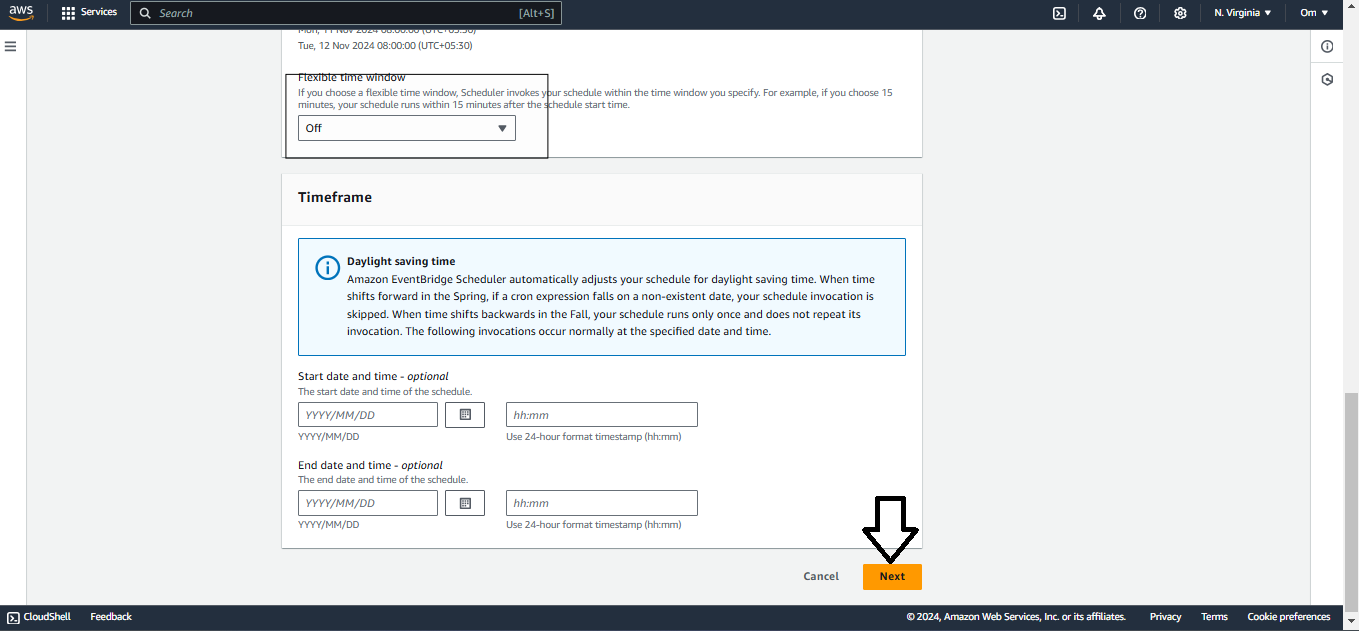 aws
Services
Search
[Alt+S]
N. Virginia
Om
Mon, 11 Nov 2024 08:00:00 (UTC+05:30)
Tue, 12 Nov 2024 08:00:00 (UTC+05:30)
Flexible time window
If you choose a flexible time window, Scheduler invokes your schedule within the time window you specify. For example, if you choose 15
minutes, your schedule runs within 15 minutes after the schedule start time.
Off
Timeframe
Daylight saving time
Amazon EventBridge Scheduler automatically adjusts your schedule for daylight saving time. When time
shifts forward in the Spring, if a cron expression falls on a non-existent date, your schedule invocation is
skipped. When time shifts backwards in the Fall, your schedule runs only once and does not repeat its
invocation. The following invocations occur normally at the specified date and time.
Start date and time - optional
The start date and time of the schedule.
YYYY/MM/DD
hh:mm
YYYY/MM/DD
Use 24-hour format timestamp (hh:mm)
End date and time - optional
The end date and time of the schedule.
YYYY/MM/DD
hh:mm
YYYY/MM/DD
Use 24-hour format timestamp (hh:mm)
Cancel
Next
CloudShell
Feedback
© 2024, Amazon Web Services, Inc. or its affiliates.
Privacy
Terms
Cookie preferences